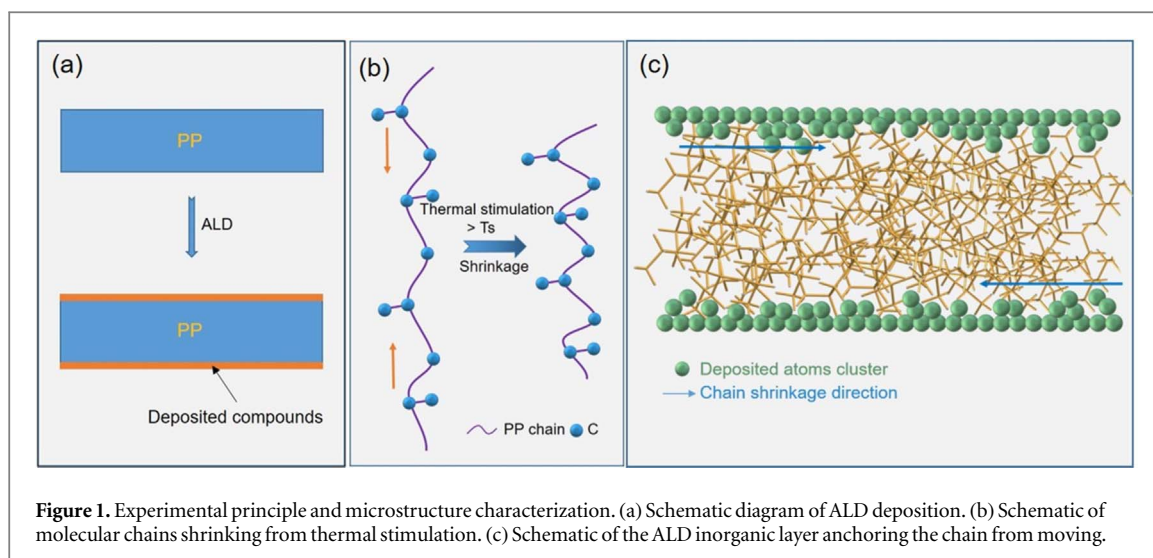 (a)
PP
ALD
PP
Deposited compounds
(b)
Thermal stimulation
> Ts
Shrinkage
PP chain C
(c)
Deposited atoms cluster
Chain shrinkage direction
Figure 1. Experimental principle and microstructure characterization. (a) Schematic diagram of ALD deposition. (b) Schematic of
molecular chains shrinking from thermal stimulation. (c) Schematic of the ALD inorganic layer anchoring the chain from moving.